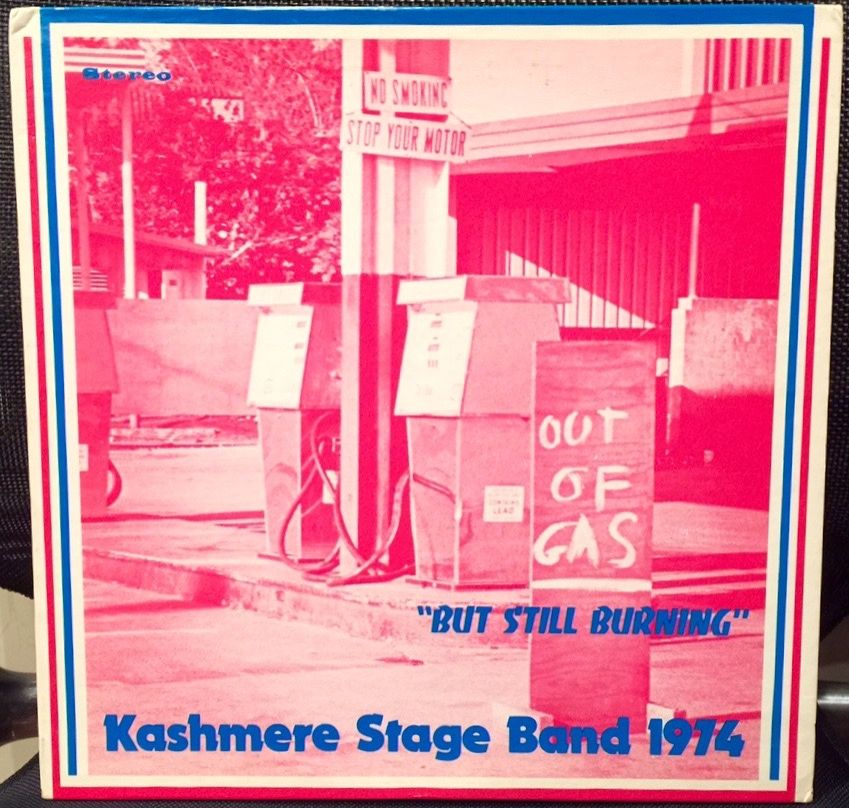 Stereo
NO SMOKING
STOP YOUR MOTOR
OUT
OF
GAS
"BUT STILL BURNING"
Kashmere Stage Band 1974